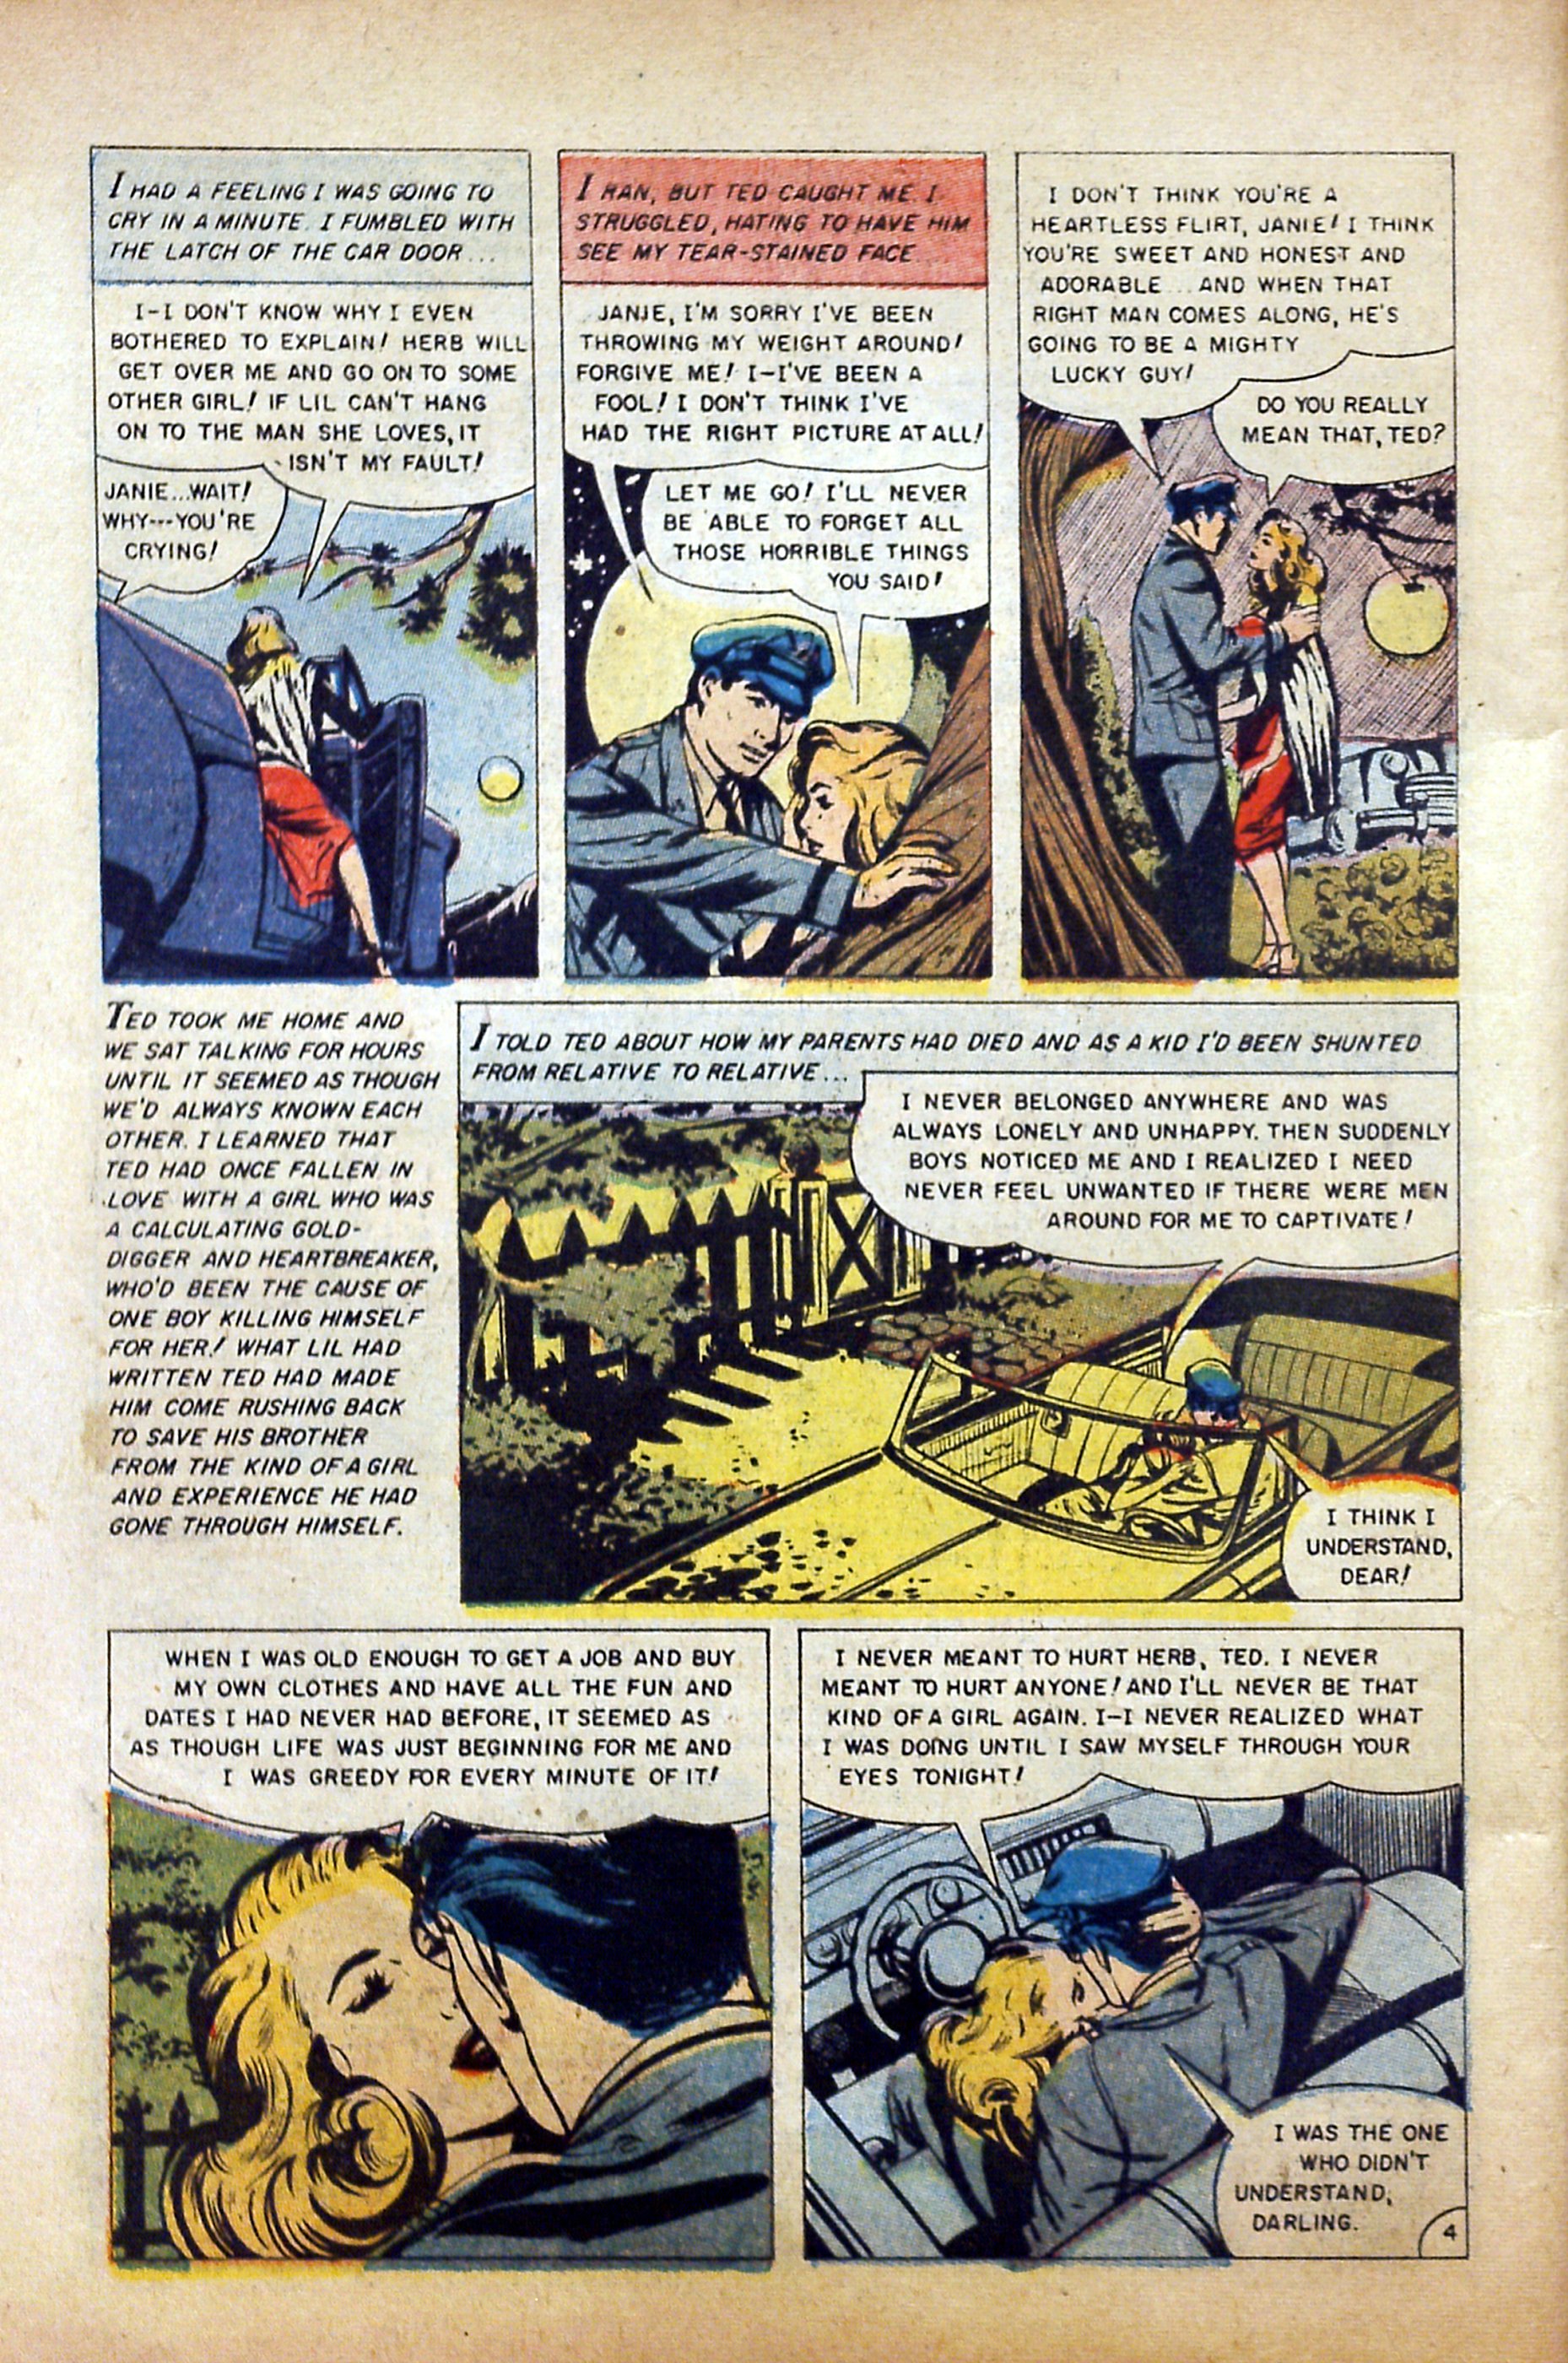 I HAD A FEELING I WAS GOING TO
CRY IN A MINUTE. I FUMBLED WITH
THE LATCH OF THE CAR DOOR...
I-I DON'T KNOW WHY I EVEN
BOTHERED TO EXPLAIN! HERB WILL
GET OVER ME AND GO ON TO SOME
OTHER GIRL! IF LIL CAN'T HANG
ON TO THE MAN SHE LOVES, IT
ISN'T MY FAULT!
JANIE...WAIT!
WHY---YOU'RE
CRYING!
I RAN, BUT TED CAUGHT ME. I
STRUGGLED, HATING TO HAVE HIM
SEE MY TEAR-STAINED FACE...
JANIE, I'M SORRY I'VE BEEN
THROWING MY WEIGHT AROUND!
FORGIVE ME! I-I'VE BEEN A
FOOL! I DON'T THINK I'VE
HAD THE RIGHT PICTURE AT ALL!
LET ME GO! I'LL NEVER
BE ABLE TO FORGET ALL
THOSE HORRIBLE THINGS
YOU SAID!
I DON'T THINK YOU'RE A
HEARTLESS FLIRT, JANIE! I THINK
YOU'RE SWEET AND HONEST AND
ADORABLE...AND WHEN THAT
RIGHT MAN COMES ALONG, HE'S
GOING TO BE A MIGHTY
LUCKY GUY!
DO YOU REALLY
MEAN THAT, TED?
TED TOOK ME HOME AND
WE SAT TALKING FOR HOURS
UNTIL IT SEEMED AS THOUGH
WE'D ALWAYS KNOWN EACH
OTHER. I LEARNED THAT
TED HAD ONCE FALLEN IN
LOVE WITH A GIRL WHO WAS
A CALCULATING GOLD-
DIGGER AND HEARTBREAKER,
WHO'D BEEN THE CAUSE OF
ONE BOY KILLING HIMSELF
FOR HER! WHAT LIL HAD
WRITTEN TED HAD MADE
HIM COME RUSHING BACK
TO SAVE HIS BROTHER
FROM THE KIND OF A GIRL
AND EXPERIENCE HE HAD
GONE THROUGH HIMSELF.
I TOLD TED ABOUT HOW MY PARENTS HAD DIED AND AS A KID I'D BEEN SHUNTED
FROM RELATIVE TO RELATIVE...
I NEVER BELONGED ANYWHERE AND WAS
ALWAYS LONELY AND UNHAPPY. THEN SUDDENLY
BOYS NOTICED ME AND I REALIZED I NEED
NEVER FEEL UNWANTED IF THERE WERE MEN
AROUND FOR ME TO CAPTIVATE!
I THINK I
UNDERSTAND,
DEAR!
WHEN I WAS OLD ENOUGH TO GET A JOB AND BUY
MY OWN CLOTHES AND HAVE ALL THE FUN AND
DATES I HAD NEVER HAD BEFORE, IT SEEMED AS
AS THOUGH LIFE WAS JUST BEGINNING FOR ME AND
I WAS GREEDY FOR EVERY MINUTE OF IT!
I NEVER MEANT TO HURT HERB, TED. I NEVER
MEANT TO HURT ANYONE! AND I'LL NEVER BE THAT
KIND OF A GIRL AGAIN. I-I NEVER REALIZED WHAT
I WAS DOING UNTIL I SAW MYSELF THROUGH YOUR
EYES TONIGHT!
I WAS THE ONE
WHO DIDN'T
UNDERSTAND,
DARLING.
4